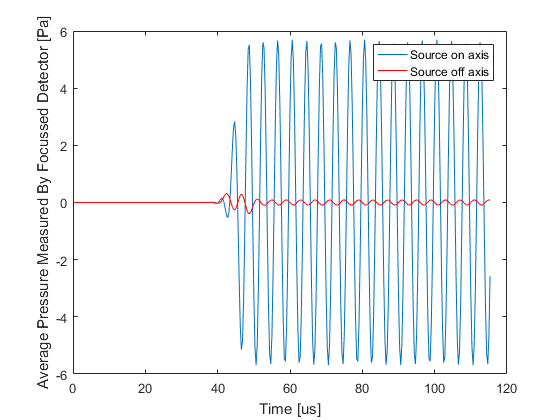 Average Pressure Measured By Focussed Detector [Pa]
6
4
2
0
-2
-4
-6
Source on axis
Source off axis
0 20 40 60 80 100 120
Time [us]